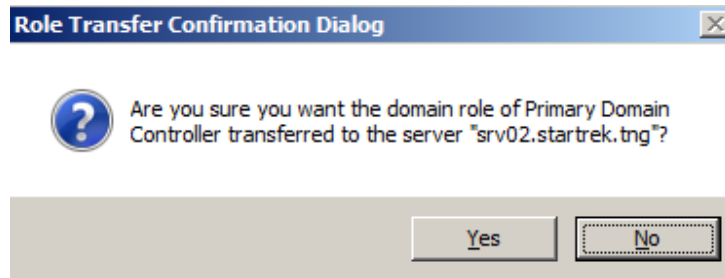 Role Transfer Confirmation Dialog
Are you sure you want the domain role of Primary Domain
Controller transferred to the server "srv02.startrek.tng"?
Yes
No